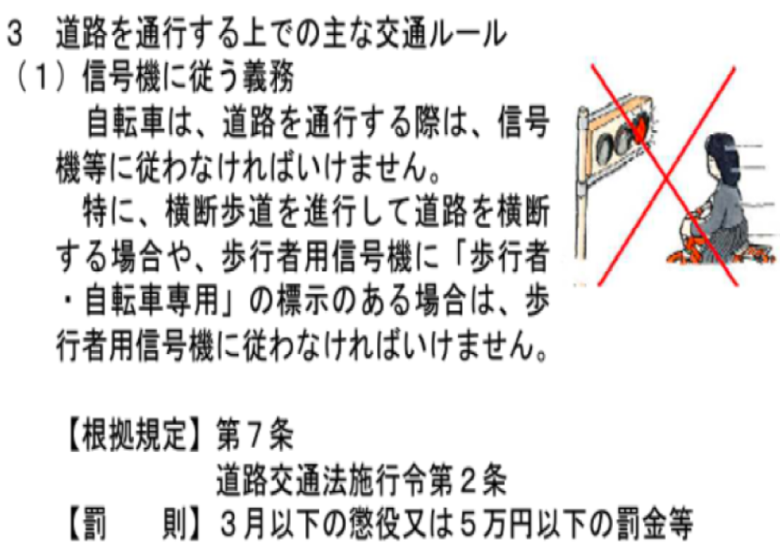 3　道路を通行する上での主な交通ルール
（1）信号機に従う義務
自転車は、道路を通行する際は、信号
機等に従わなければいけません。
特に、横断歩道を進行して道路を横断
する場合や、歩行者用信号機に「歩行者
・自転車専用」の標示のある場合は、歩
行者用信号機に従わなければいけません。
【根拠規定】第7条
道路交通法施行令第2条
【罰　　則】3月以下の懲役又は5万円以下の罰金等